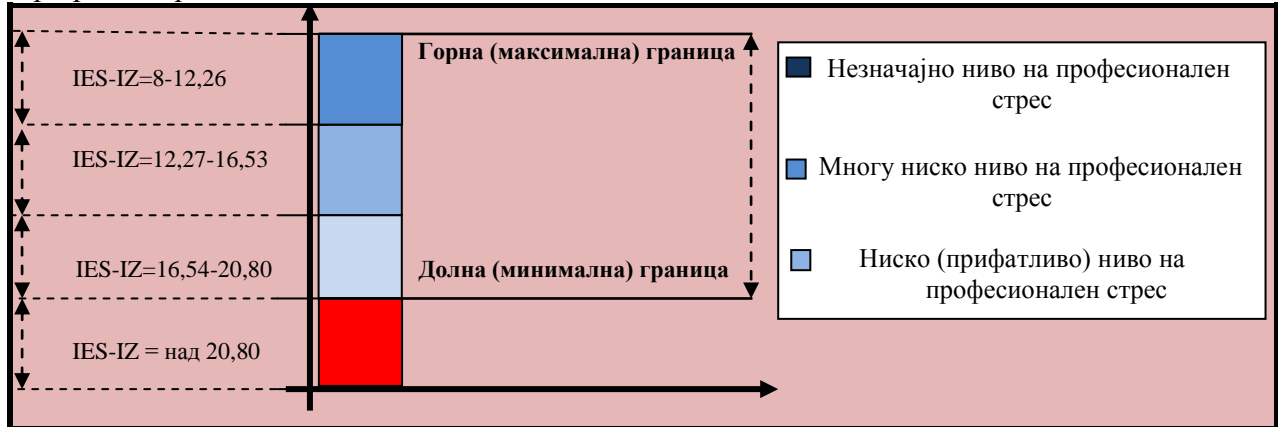 IES-IZ=8-12,26
IES-IZ=12,27-16,53
IES-IZ=16,54-20,80
IES-IZ = над 20,80
Горна (максимална) граница
Долна (минимална) граница
Незначајно ниво на професионален
стрес
Многу ниско ниво на професионален
стрес
Ниско (прифатливо) ниво на
професионален стрес